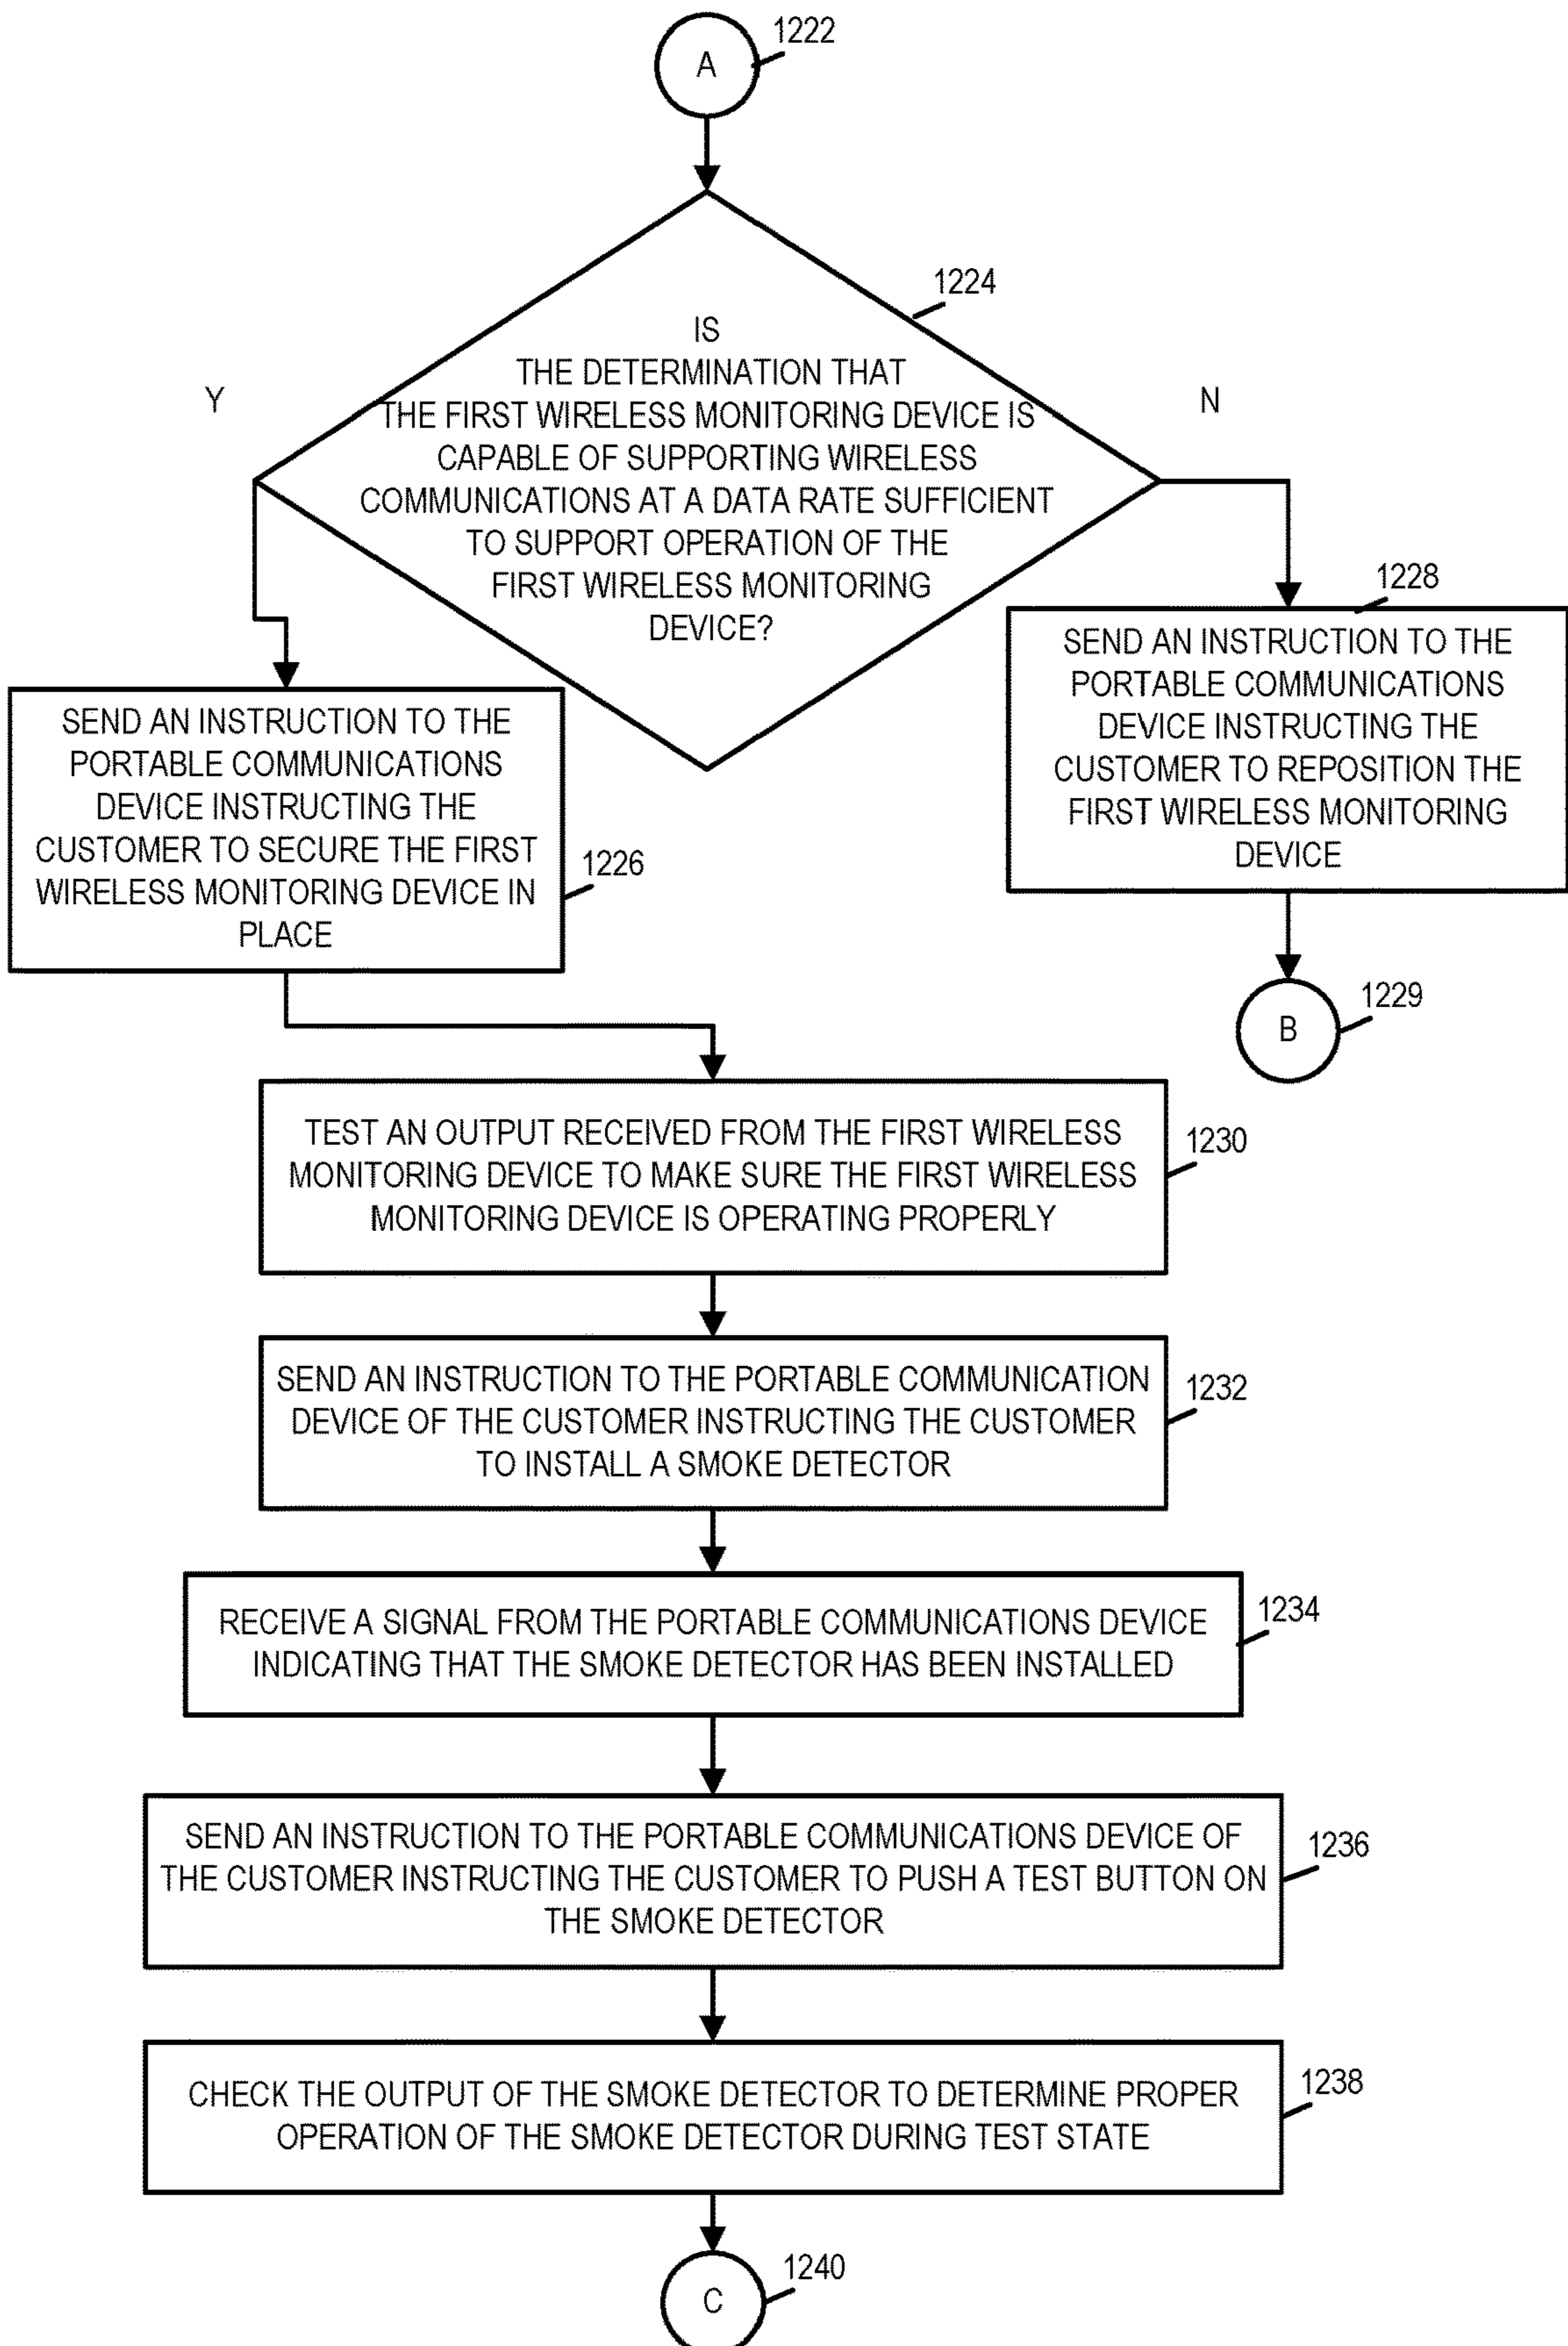 A
1222
1224
IS
THE DETERMINATION THAT
THE FIRST WIRELESS MONITORING DEVICE IS
CAPABLE OF SUPPORTING WIRELESS
COMMUNICATIONS AT A DATA RATE SUFFICIENT
TO SUPPORT OPERATION OF THE
FIRST WIRELESS MONITORING
DEVICE?
Y
N
SEND AN INSTRUCTION TO THE
PORTABLE COMMUNICATIONS
DEVICE INSTRUCTING THE
CUSTOMER TO SECURE THE FIRST
WIRELESS MONITORING DEVICE IN
PLACE
1226
1228
SEND AN INSTRUCTION TO THE
PORTABLE COMMUNICATIONS
DEVICE INSTRUCTING THE
CUSTOMER TO REPOSITION THE
FIRST WIRELESS MONITORING
DEVICE
B
1229
TEST AN OUTPUT RECEIVED FROM THE FIRST WIRELESS
MONITORING DEVICE TO MAKE SURE THE FIRST WIRELESS
MONITORING DEVICE IS OPERATING PROPERLY
1230
SEND AN INSTRUCTION TO THE PORTABLE COMMUNICATION
DEVICE OF THE CUSTOMER INSTRUCTING THE CUSTOMER
TO INSTALL A SMOKE DETECTOR
1232
RECEIVE A SIGNAL FROM THE PORTABLE COMMUNICATIONS DEVICE
INDICATING THAT THE SMOKE DETECTOR HAS BEEN INSTALLED
1234
SEND AN INSTRUCTION TO THE PORTABLE COMMUNICATIONS DEVICE OF
THE CUSTOMER INSTRUCTING THE CUSTOMER TO PUSH A TEST BUTTON ON
THE SMOKE DETECTOR
1236
CHECK THE OUTPUT OF THE SMOKE DETECTOR TO DETERMINE PROPER
OPERATION OF THE SMOKE DETECTOR DURING TEST STATE
1238
C
1240